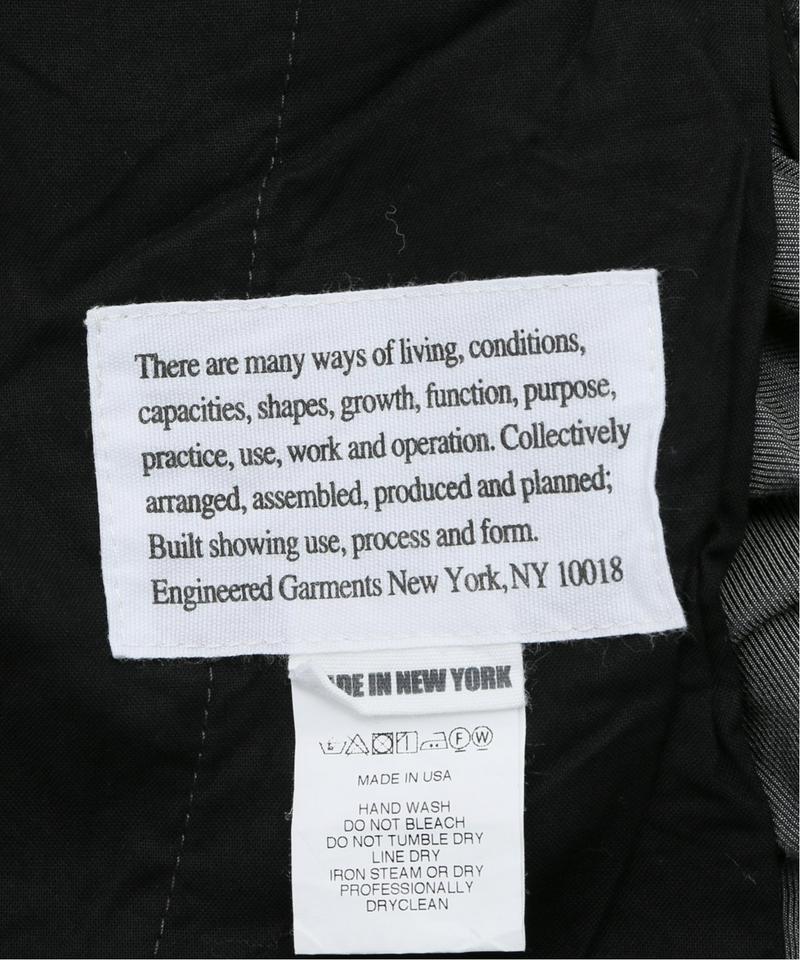 There are many ways of living, conditions,
capacities, shapes, growth, function, purpose,
practice, use, work and operation. Collectively
arranged, assembled, produced and planned;
Built showing use, process and form.
Engineered Garments New York, NY 10018
IN NEW YORK
F W
MADE IN USA
HAND WASH
DO NOT BLEACH
DO NOT TUMBLE DRY
LINE DRY
IRON STEAM OR DRY
PROFESSIONALLY
DRYCLEAN